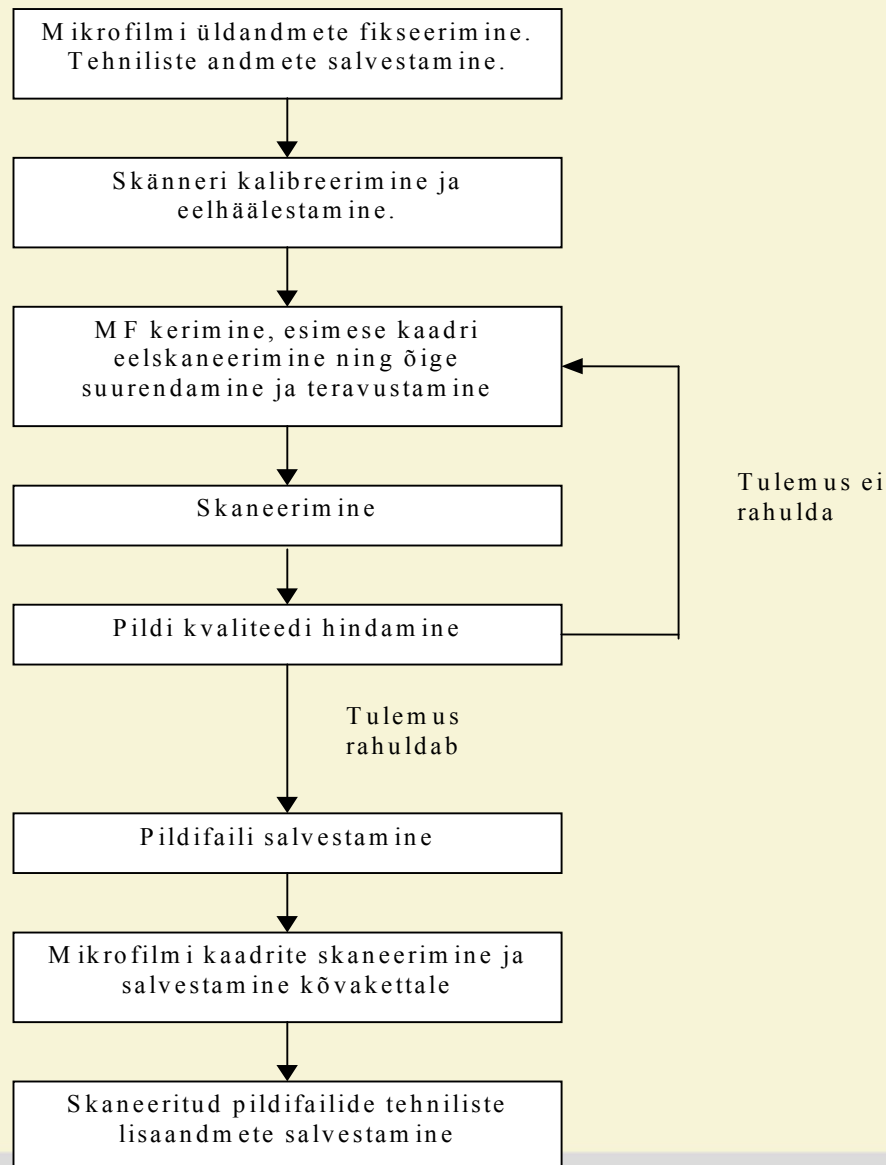 Mikrofilmi üldandmete fikseerimine.
Tehniliste andmete salvestamine.
Skänneri kalibreerimine ja
eelhäälestamine.
MF kerimine, esimese kaadri
eelskaneerimine ning õige
suurendamine ja teravustamine
Skaneerimine
Tulemus ei
rahulda
Pildi kvaliteedi hindamine
Tulemus
rahuldab
Pildifaili salvestamine
Mikrofilmi kaadrite skaneerimine ja
salvestamine kõvakettale
Skaneeritud pildifailide tehniliste
lisaandmete salvestamine